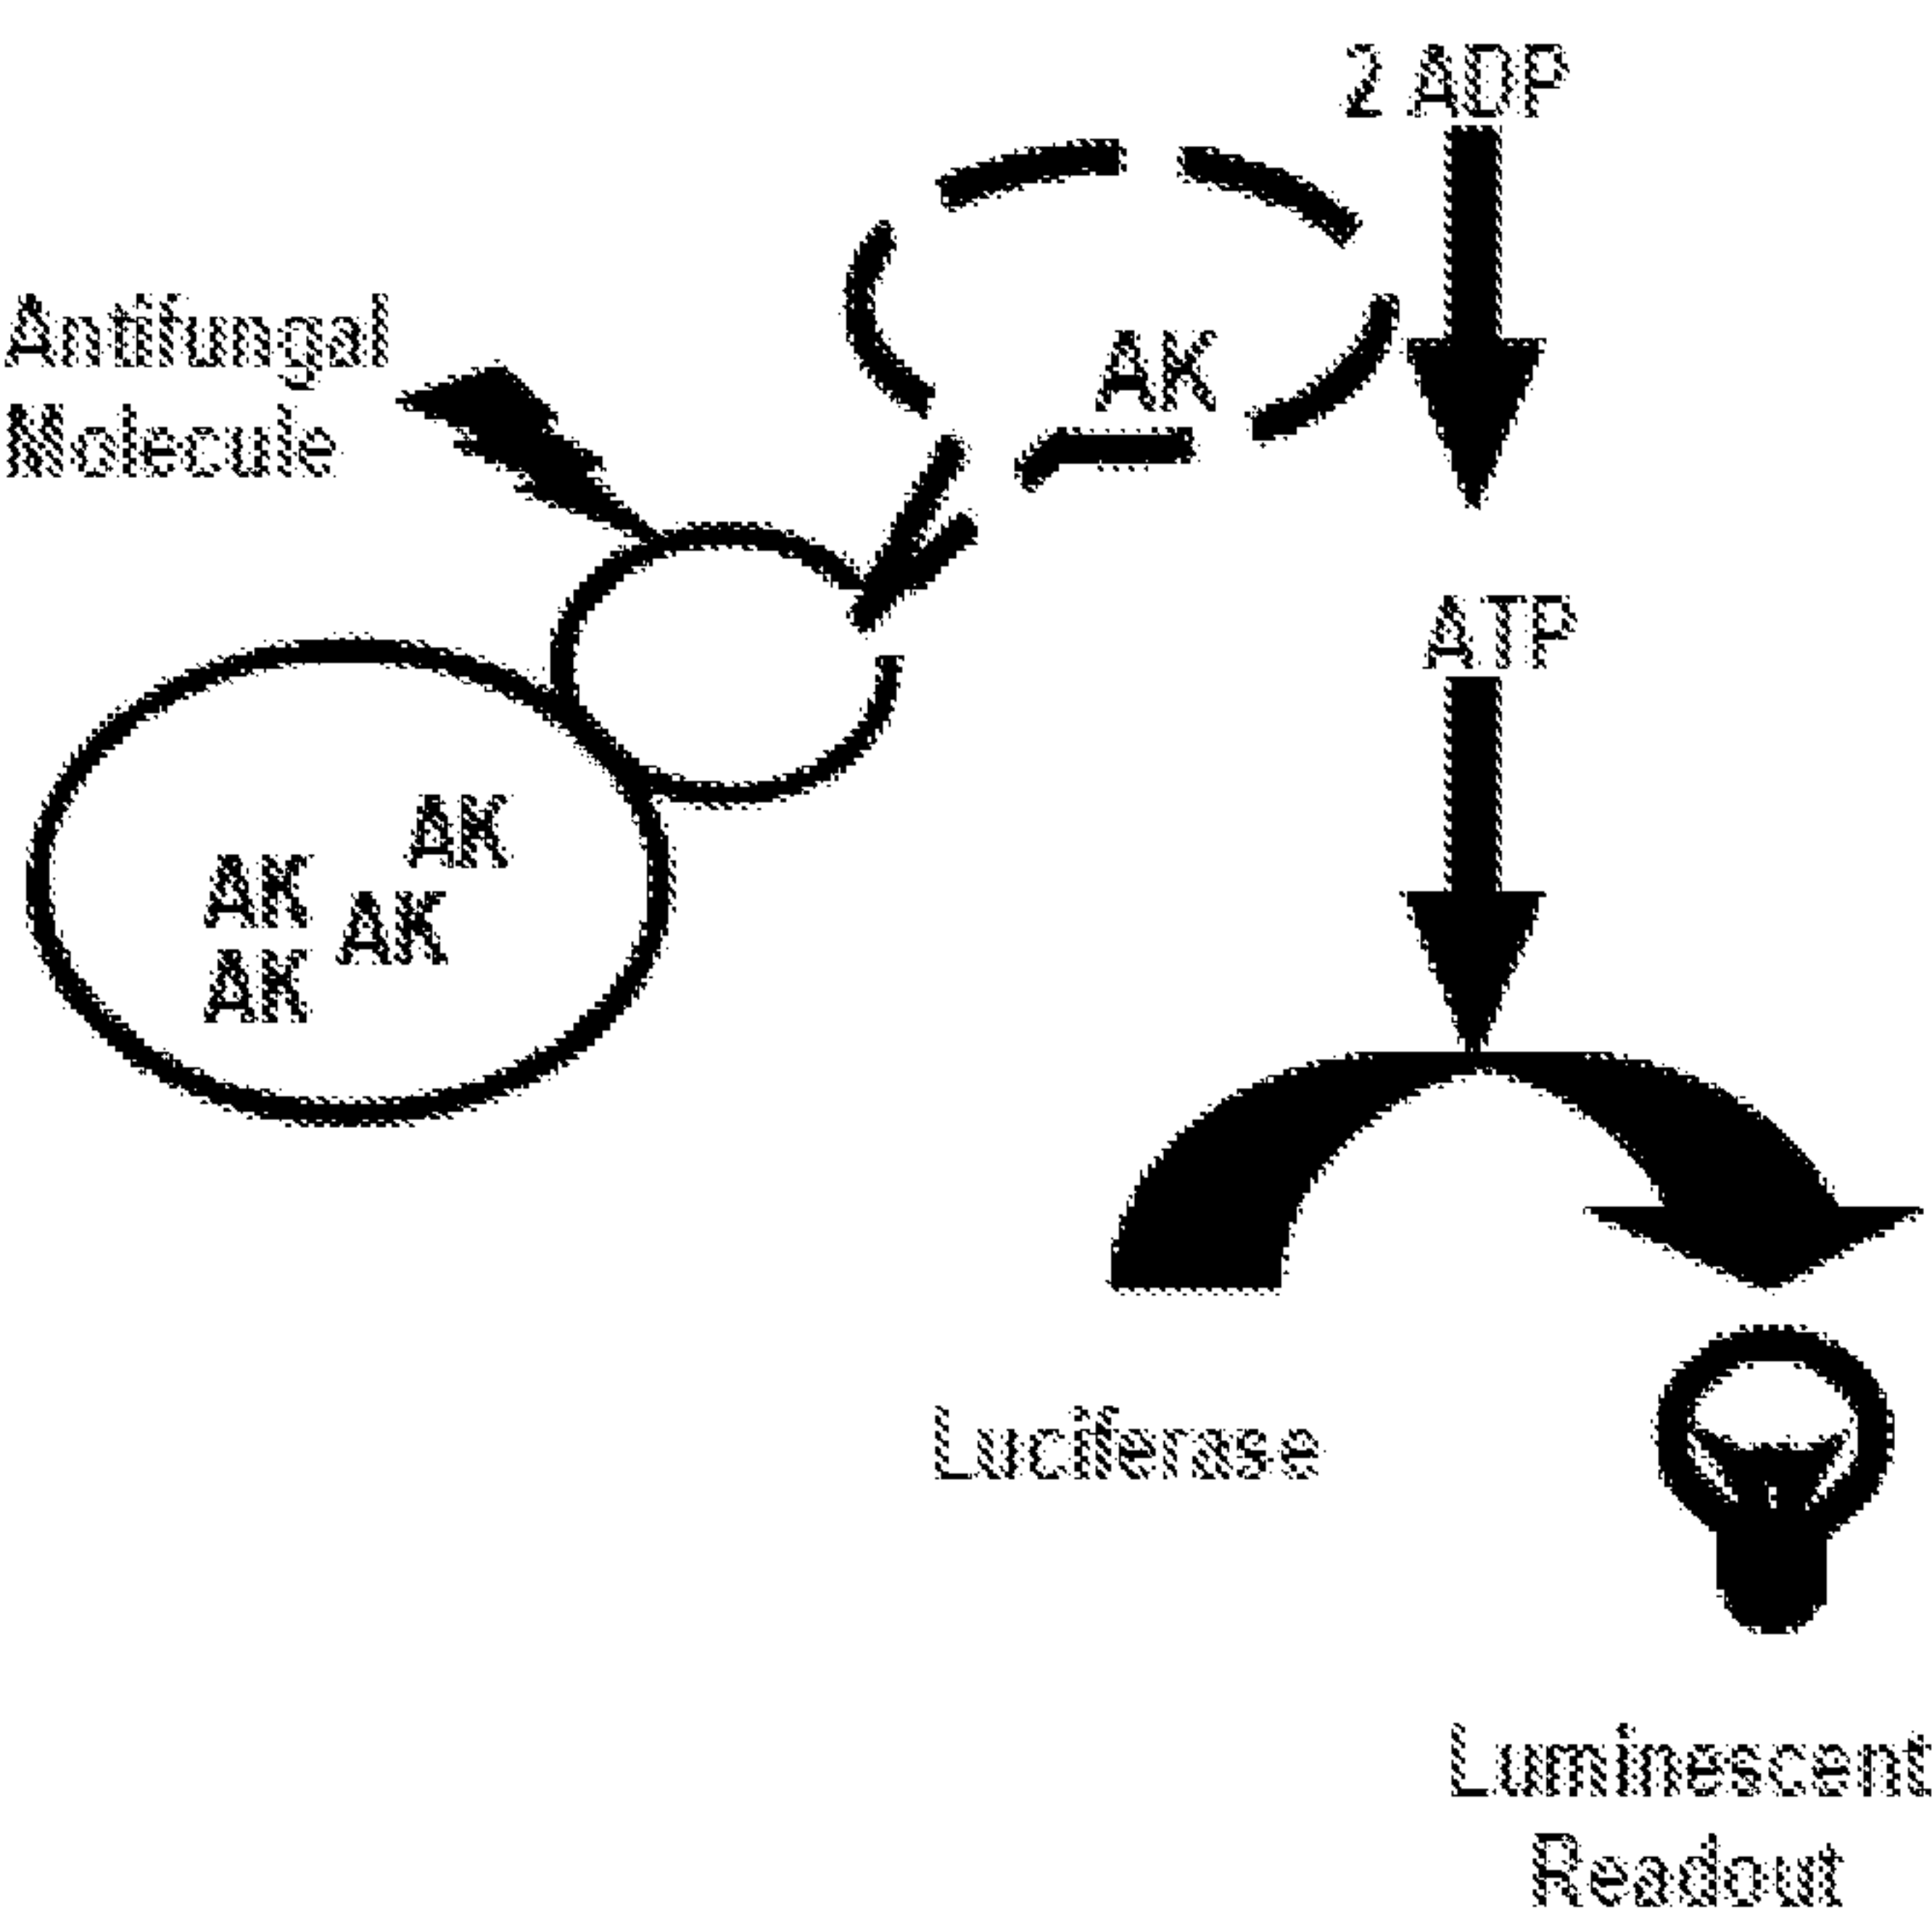 2 ADP
Antifungal
Molecule
AK
ATP
AK
AK
AK
AK
Luciferase
Luminescent
Readout